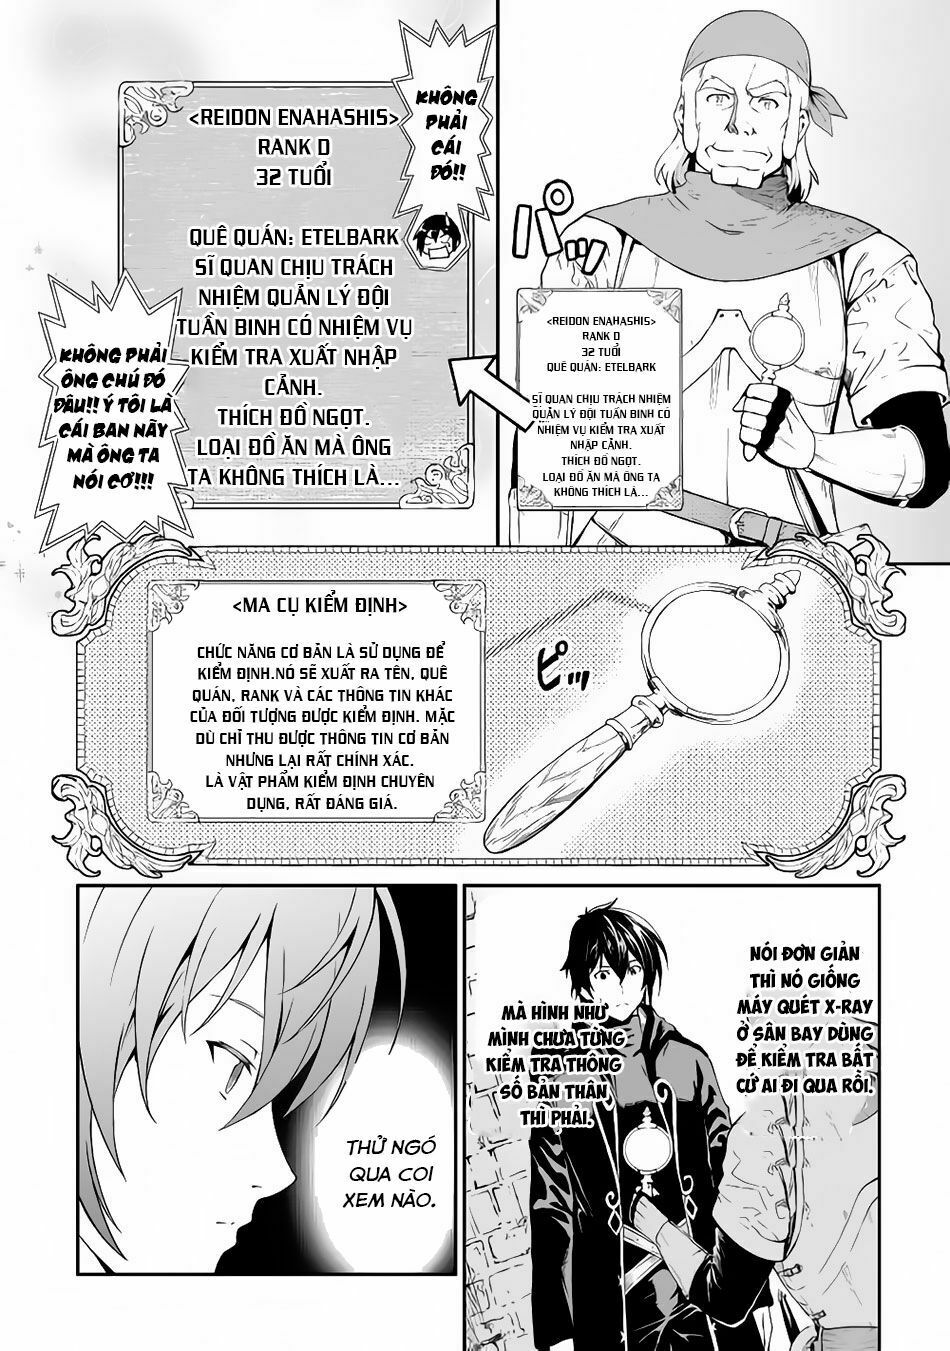 <REIDON ENAHASHIS>
RANK D
32 TUỔI
QUÊ QUÁN: ETELBARK
SĨ QUAN CHỊU TRÁCH NHIỆM
QUẢN LÝ ĐỘI TUẦN BINH CÓ
NHIỆM VỤ KIỂM TRA XUẤT
NHẬP CẢNH.
THÍCH ĐỒ NGỌT.
LOẠI ĐỒ ĂN MÀ ÔNG TA
KHÔNG THÍCH LÀ...
パッ
KHÔNG
PHẢI
CÁI
ĐÓ!!
<REIDON ENAHASHIS>
RANK D
32 TUỔI
QUÊ QUÁN: ETELBARK
SĨ QUAN CHỊU TRÁCH
NHIỆM QUẢN LÝ ĐỘI
TUẦN BINH CÓ NHIỆM VỤ
KIỂM TRA XUẤT NHẬP
CẢNH.
THÍCH ĐỒ NGỌT.
LOẠI ĐỒ ĂN MÀ ÔNG
TA KHÔNG THÍCH LÀ...
KHÔNG PHẢI
ÔNG CHÚ ĐÓ
ĐÂU!! Ý TÔI LÀ
CÁI BAN NÃY
MÀ ÔNG TA
NÓI CƠ!!!
<MA CỤ KIỂM ĐỊNH>
CHỨC NĂNG CƠ BẢN LÀ SỬ DỤNG ĐỂ
KIỂM ĐỊNH.NÓ SẼ XUẤT RA TÊN, QUÊ
QUÁN, RANK VÀ CÁC THÔNG TIN KHÁC
CỦA ĐỐI TƯỢNG ĐƯỢC KIỂM ĐỊNH. MẶC
DÙ CHỈ THU ĐƯỢC THÔNG TIN CƠ BẢN
NHƯNG LẠI RẤT CHÍNH XÁC.
LÀ VẬT PHẨM KIỂM ĐỊNH CHUYÊN
DỤNG, RẤT ĐÁNG GIÁ.
ピッ
NÓI ĐƠN GIẢN
THÌ NÓ GIỐNG
MÁY QUÉT X-RAY
Ở SÂN BAY DÙNG
ĐỂ KIỂM TRA BẤT
CỨ AI ĐI QUA RỒI.
MÀ HÌNH NHƯ
MÌNH CHƯA TỪNG
KIỂM TRA THÔNG
SỐ BẢN THÂN
THÌ PHẢI.
THỬ NGÓ
QUA COI
XEM NÀO.